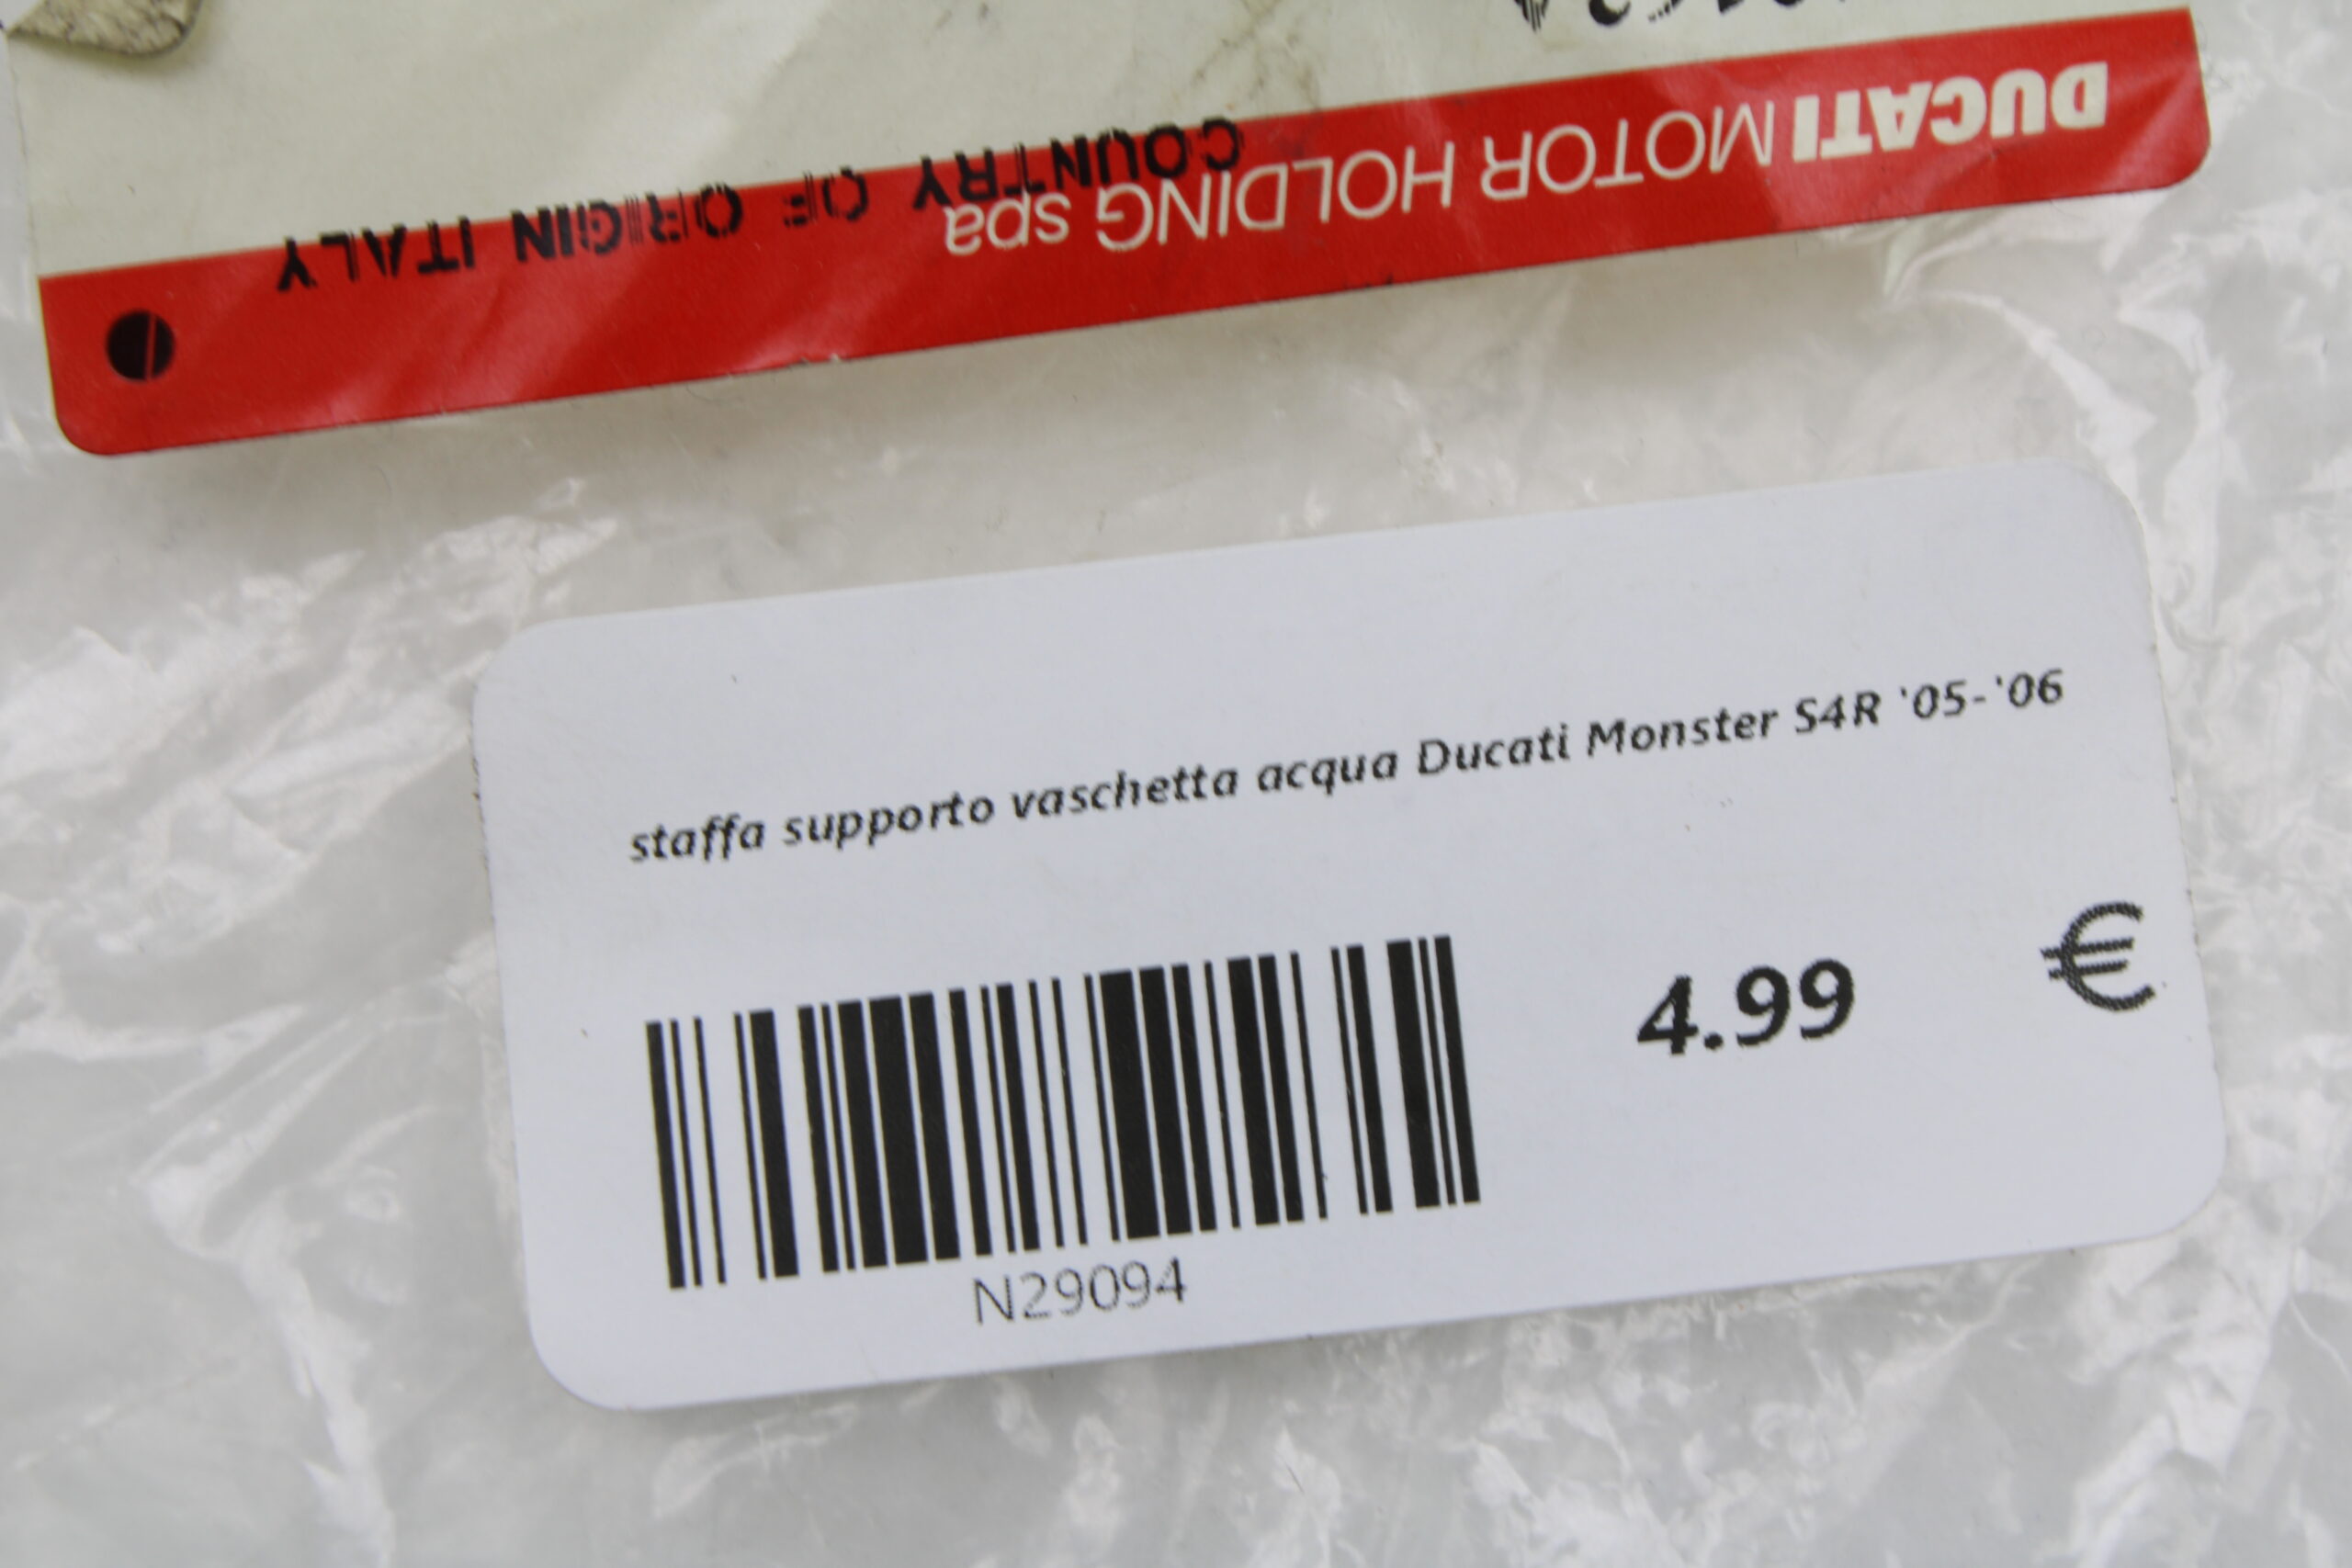 DUCATI MOTOR HOLDING spa
COUNTRY OF ORIGIN ITALY
staffa supporto vaschetta acqua Ducati Monster S4R '05-'06
4.99 €
N29094